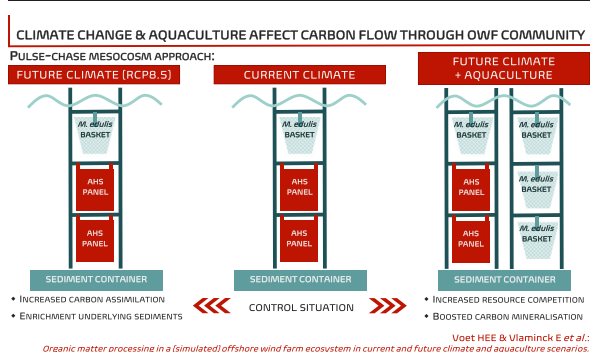 CLIMATE CHANGE & AQUACULTURE AFFECT CARBON FLOW THROUGH OWF COMMUNITY
PULSE-CHASE MESOCOSM APPROACH:
FUTURE CLIMATE (RCP8.5)
M. edulis
BASKET
AHS
PANEL
AHS
PANEL
SEDIMENT CONTAINER
• INCREASED CARBON ASSIMILATION
• ENRICHMENT UNDERLYING SEDIMENTS
CURRENT CLIMATE
M. edulis
BASKET
AHS
PANEL
AHS
PANEL
SEDIMENT CONTAINER
CONTROL SITUATION
FUTURE CLIMATE
+ AQUACULTURE
M. edulis
BASKET
AHS
PANEL
AHS
PANEL
M. edulis
BASKET
M. edulis
BASKET
M. edulis
BASKET
SEDIMENT CONTAINER
• INCREASED RESOURCE COMPETITION
• BOOSTED CARBON MINERALISATION
Voet HEE & Vlaminck E et al.:
Organic matter processing in a (simulated) offshore wind farm ecosystem in current and future climate and aquaculture scenarios.